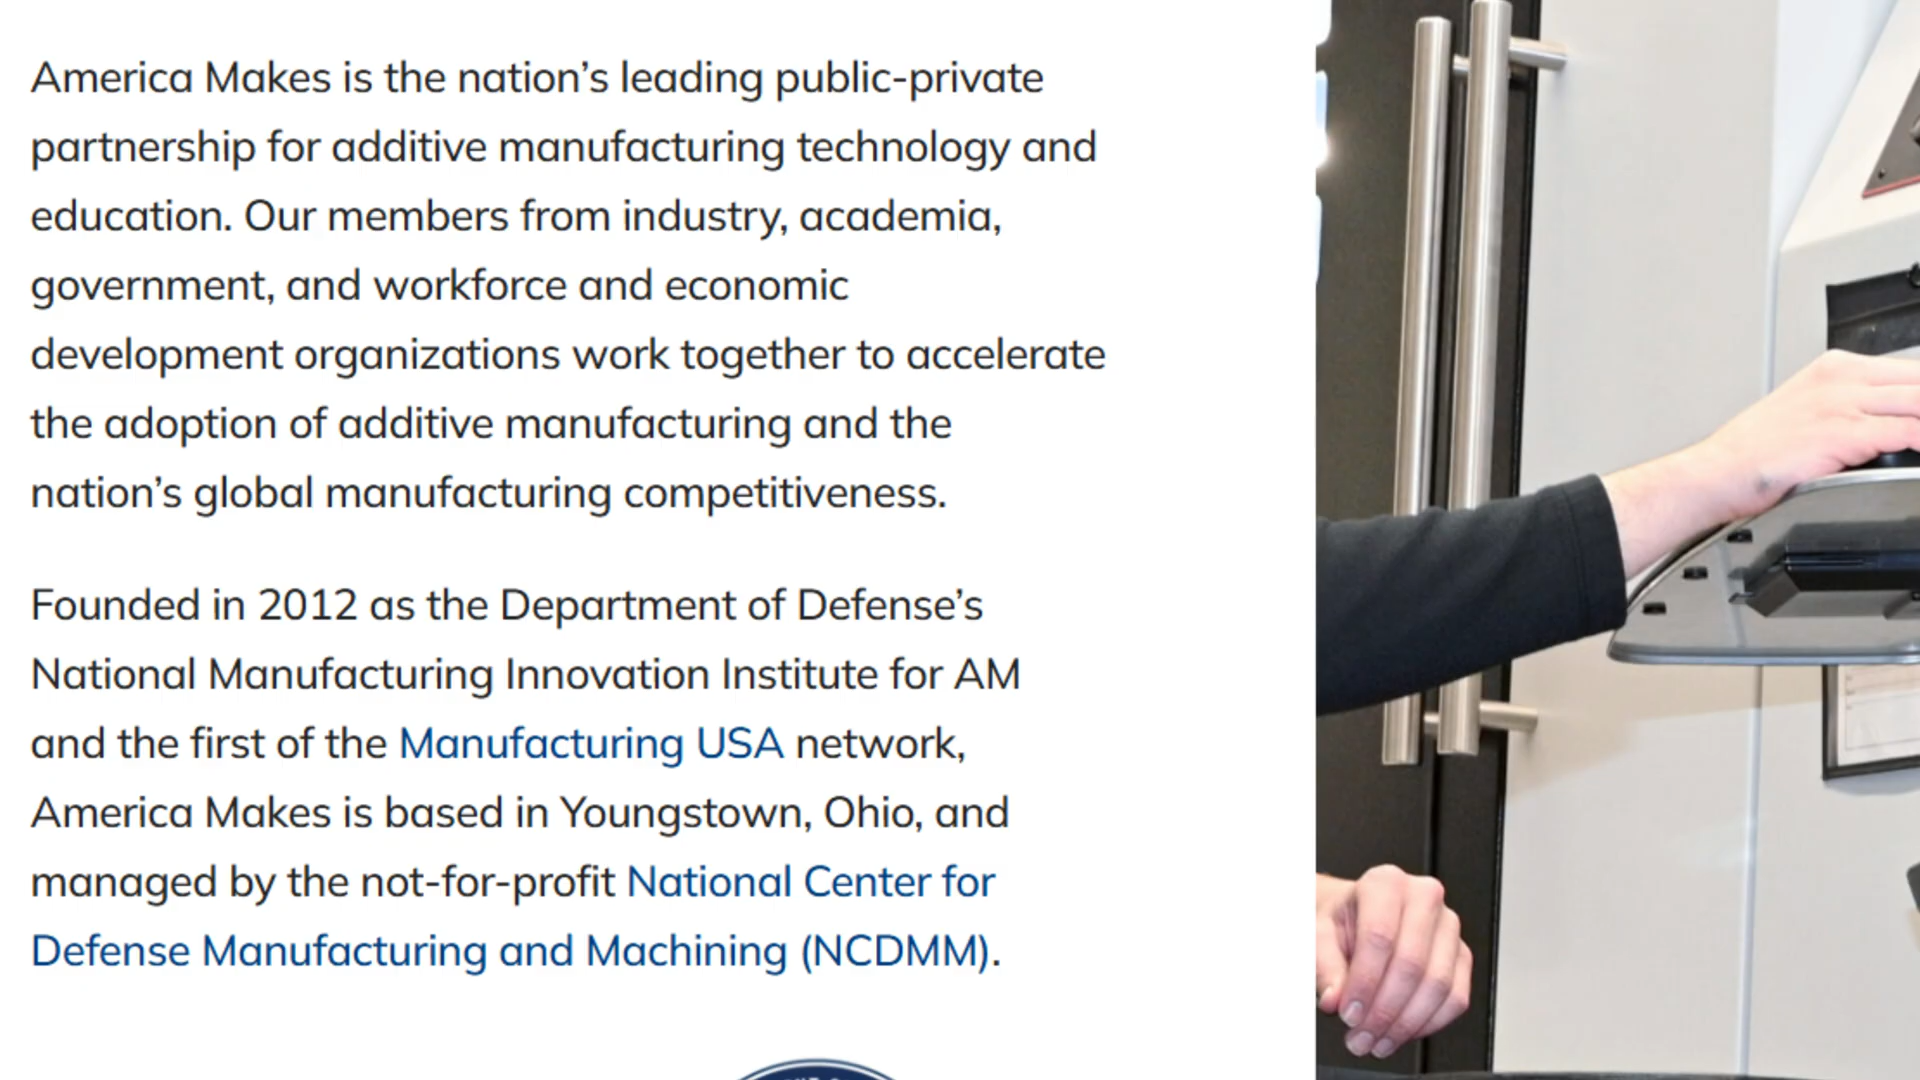 America Makes is the nation’s leading public-private
partnership for additive manufacturing technology and
education. Our members from industry, academia,
government, and workforce and economic
development organizations work together to accelerate
the adoption of additive manufacturing and the
nation’s global manufacturing competitiveness.
Founded in 2012 as the Department of Defense’s
National Manufacturing Innovation Institute for AM
and the first of the Manufacturing USA network,
America Makes is based in Youngstown, Ohio, and
managed by the not-for-profit National Center for
Defense Manufacturing and Machining (NCDMM).